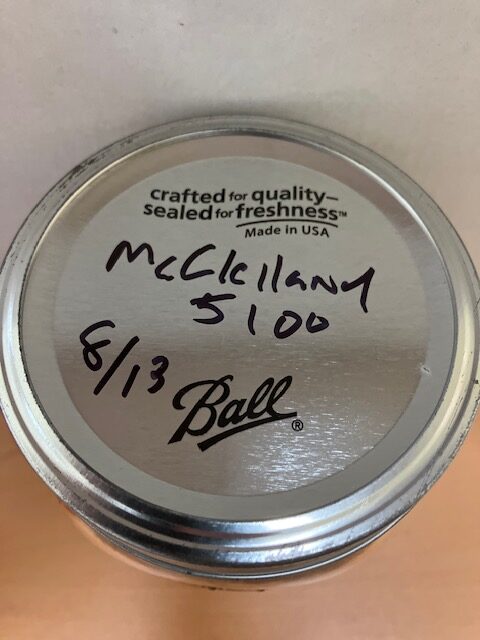 crafted for quality–
sealed for freshness™
Made in USA
McClelland
5100
8/13
Ball®